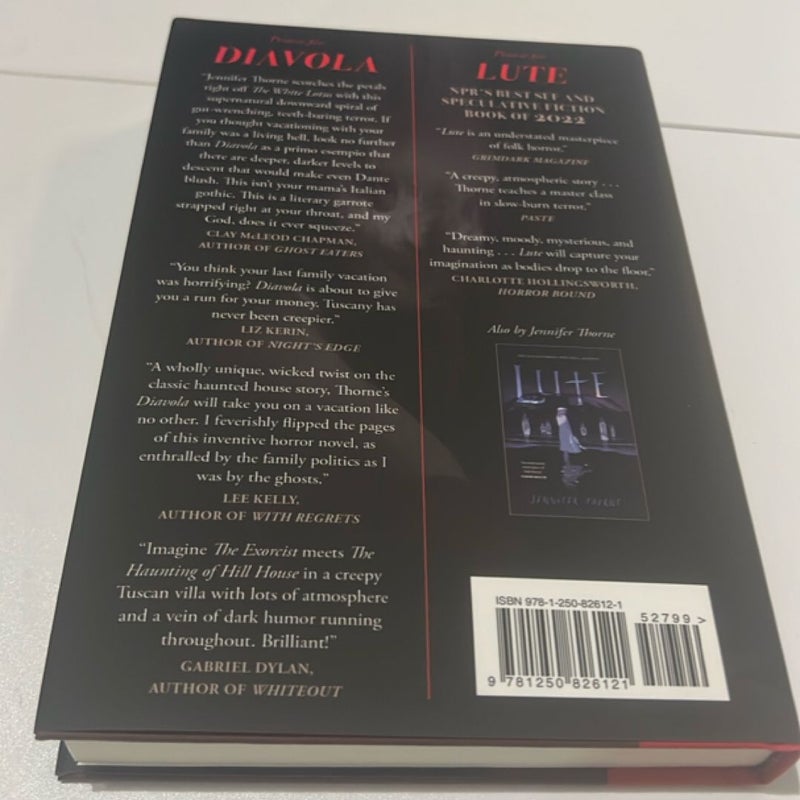 Praise for
DIAVOLA
"Jennifer Thorne scorches the petals
right off The White Lotus with this
supernatural downward spiral of
gut-wrenching, teeth-baring terror. If
you thought vacationing with your
family was a living hell, look no further
than Diavola as a primo esempio that
there are deeper, darker levels to
descent that would make even Dante
blush. This isn't your mama's Italian
gothic. This is a literary garrote
strapped right at your throat, and my
God, does it ever squeeze."
CLAY McLEOD CHAPMAN,
AUTHOR OF GHOST EATERS
"You think your last family vacation
was horrifying? Diavola is about to give
you a run for your money. Tuscany has
never been creepier."
LIZ KERIN,
AUTHOR OF NIGHT'S EDGE
"A wholly unique, wicked twist on the
classic haunted house story, Thorne's
Diavola will take you on a vacation like
no other. I feverishly flipped the pages
of this inventive horror novel, as
enthralled by the family politics as I
was by the ghosts."
LEE KELLY,
AUTHOR OF WITH REGRETS
"Imagine The Exorcist meets The
Haunting of Hill House in a creepy
Tuscan villa with lots of atmosphere
and a vein of dark humor running
throughout. Brilliant!"
GABRIEL DYLAN,
AUTHOR OF WHITEOUT
Praise for
LUTE
NPR'S BEST SFF AND
SPECULATIVE FICTION
BOOK OF 2022
"Lute is an understated masterpiece
of folk horror."
GRIMDARK MAGAZINE
"A creepy, atmospheric story . . .
Thorne teaches a master class
in slow-burn terror."
PASTE
"Dreamy, moody, mysterious, and
haunting . . . Lute will capture your
imagination as bodies drop to the floor."
CHARLOTTE HOLLINGSWORTH,
HORROR BOUND
Also by Jennifer Thorne
LUTE
JENNIFER THORNE
ISBN 978-1-250-82612-1
52799 >
9 781250 826121